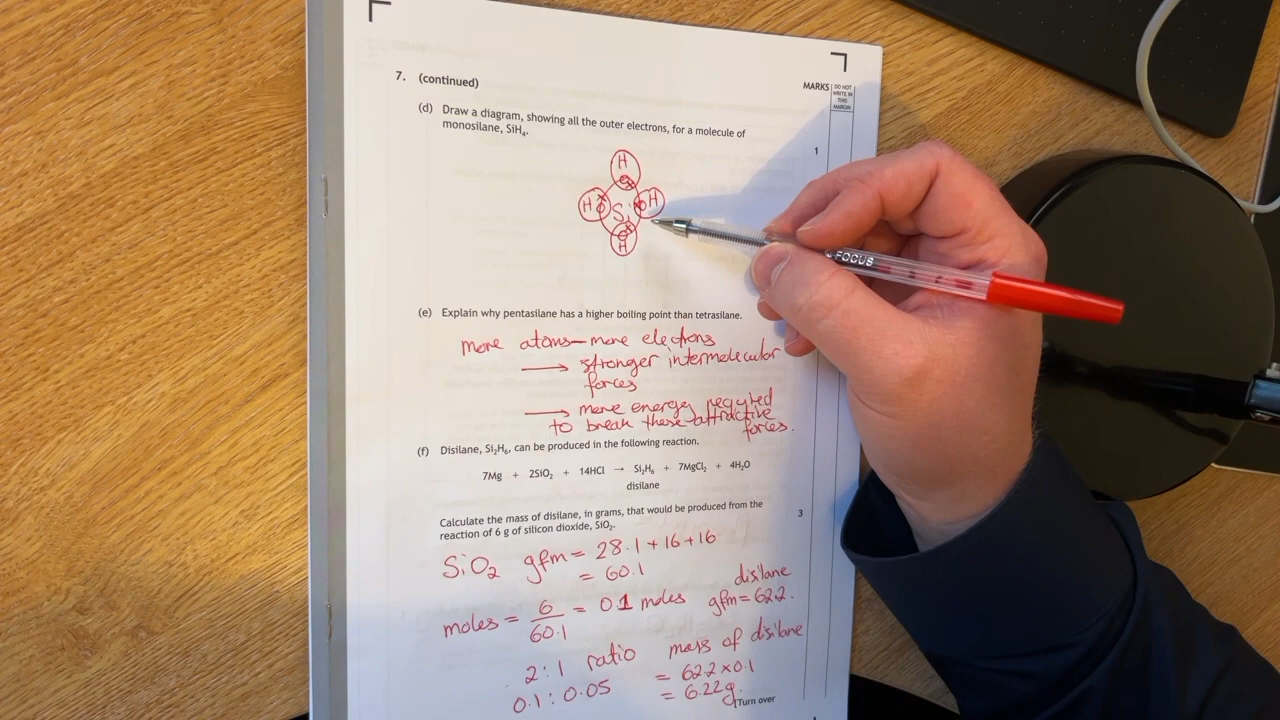 7. (continued)
MARKS
DO NOT WRITE IN THIS MARGIN
(d) Draw a diagram, showing all the outer electrons, for a molecule of
monosilane, SiH₄.
1
H
H Si H
H
FOCUS
(e) Explain why pentasilane has a higher boiling point than tetrasilane.
more atoms—more electrons
→ stronger intermolecular
forces
→ more energy required
to break these attractive
forces.
(f) Disilane, Si₂H₆, can be produced in the following reaction.
7Mg + 2SiO₂ + 14HCl → Si₂H₆ + 7MgCl₂ + 4H₂O
disilane
Calculate the mass of disilane, in grams, that would be produced from the
reaction of 6 g of silicon dioxide, SiO₂.
3
SiO₂ gfm = 28.1+16+16
= 60.1
moles = 6/60.1 = 0.1 moles
disilane
gfm = 62.2.
2:1 ratio
0.1:0.05
mass of disilane
= 62.2×0.1
= 6.22g.
[Turn over